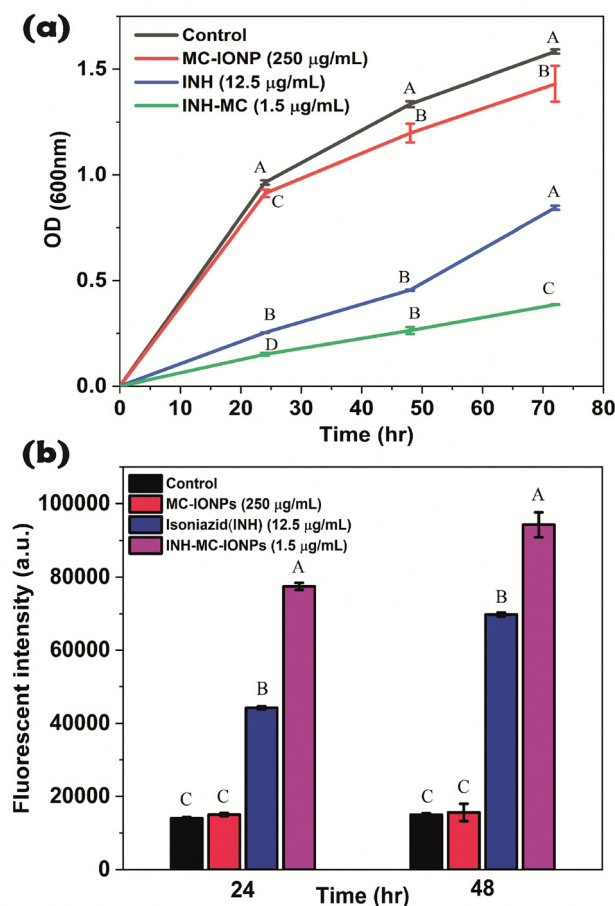 (a)
Control
MC-IONP (250 µg/mL)
INH (12.5 µg/mL)
INH-MC (1.5 µg/mL)
OD (600nm)
1.5
1.0
0.5
0.0
A
C
B
D
A
B
B
B
A
B
A
C
0 10 20 30 40 50 60 70 80
Time (hr)
(b)
Control
MC-IONPs (250 µg/mL)
Isoniazid(INH) (12.5 µg/mL)
INH-MC-IONPs (1.5 µg/mL)
Fluorescent intensity (a.u.)
100000
80000
60000
40000
20000
0
C C B A
C C B A
24 48
Time (hr)